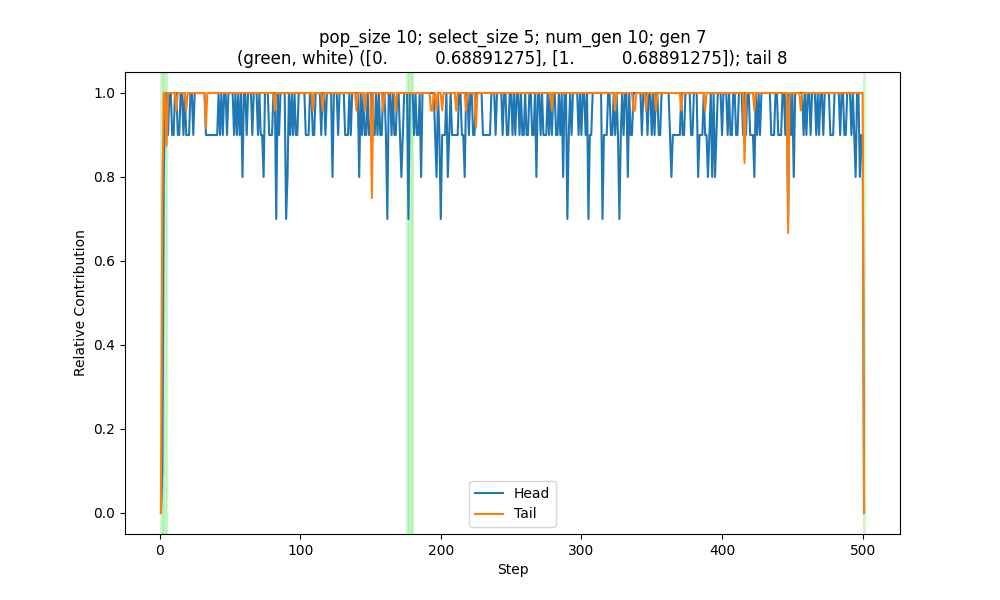 pop_size 10; select_size 5; num_gen 10; gen 7
(green, white) ([0.          0.68891275], [1.          0.68891275]); tail 8
1.0
0.8
0.6
0.4
0.2
0.0
Relative Contribution
Head
Tail
0
100
200
300
400
500
Step